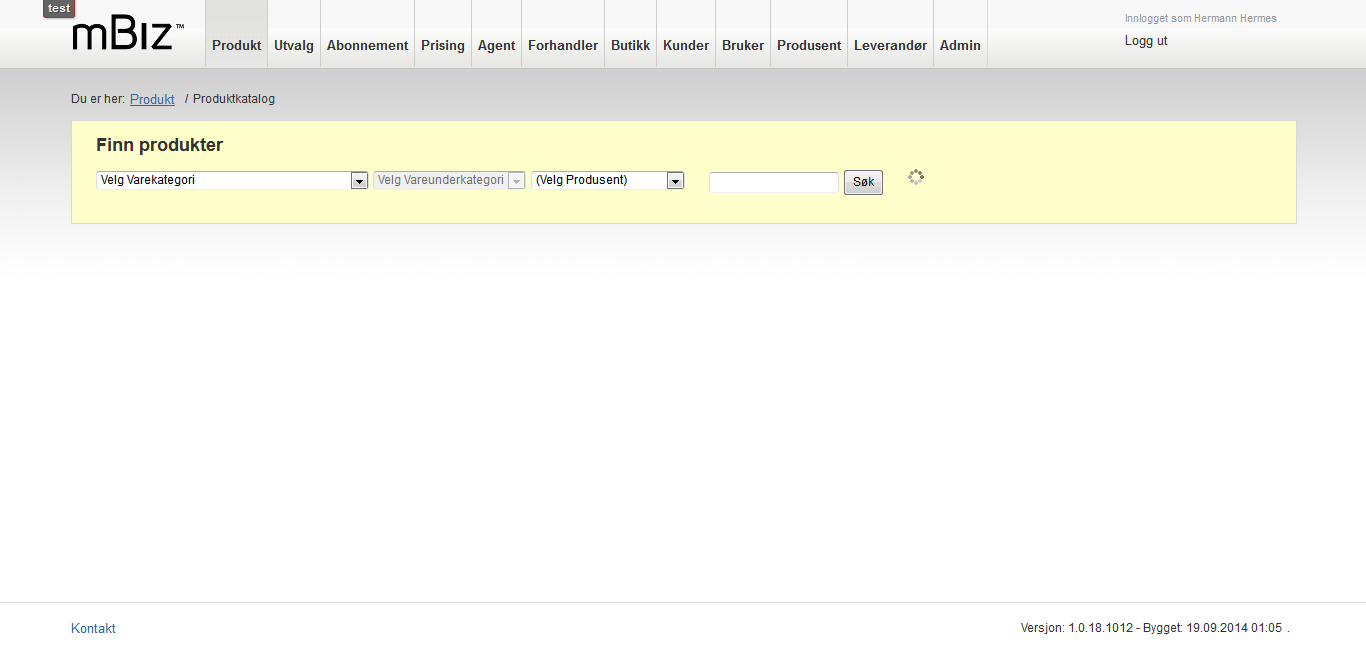 test
mBiz™
Produkt Utvalg Abonnement Prising Agent Forhandler Butikk Kunder Bruker Produsent Leverandør Admin
Innlogget som Hermann Hermes
Logg ut
Du er her: Produkt / Produktkatalog
Finn produkter
Velg Varekategori Velg Vareunderkategori (Velg Produsent) Søk
Kontakt Versjon: 1.0.18.1012 - Bygget: 19.09.2014 01:05 .